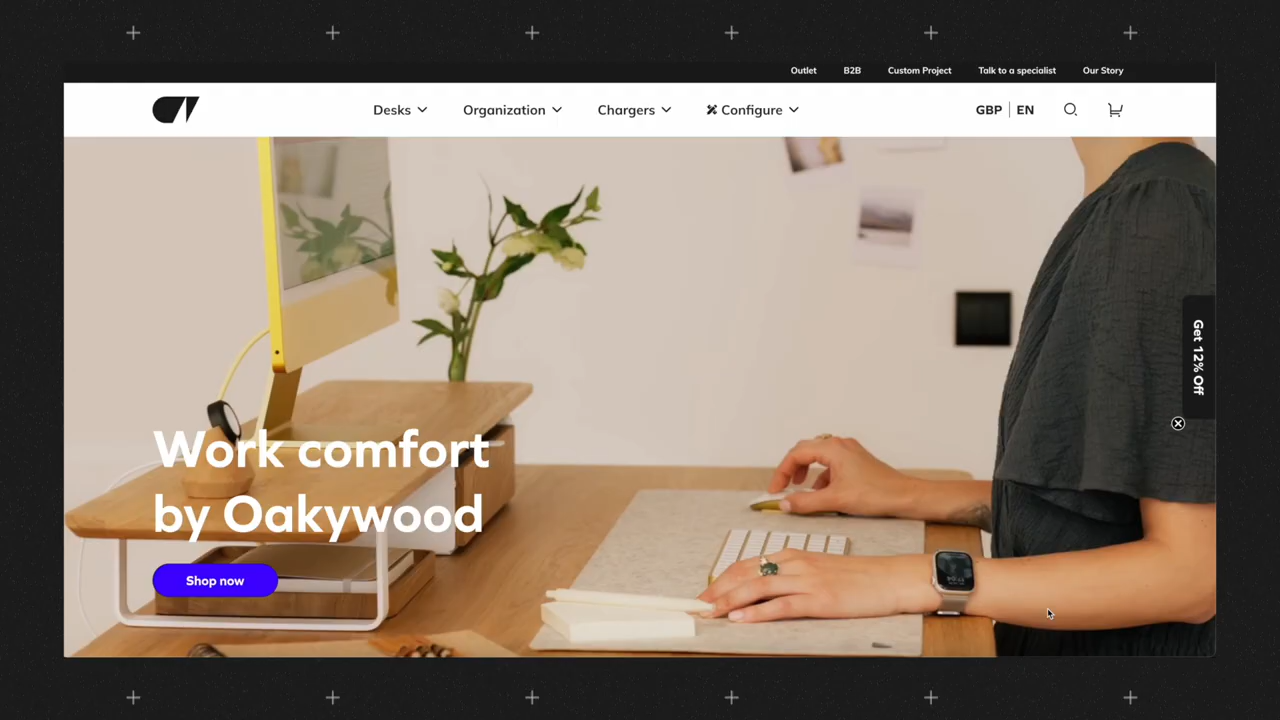 Outlet
B2B
Custom Project
Talk to a specialist
Our Story
Desks
Organization
Chargers
Configure
GBP
EN
Get 12% Off
Work comfort
by Oakywood
Shop now